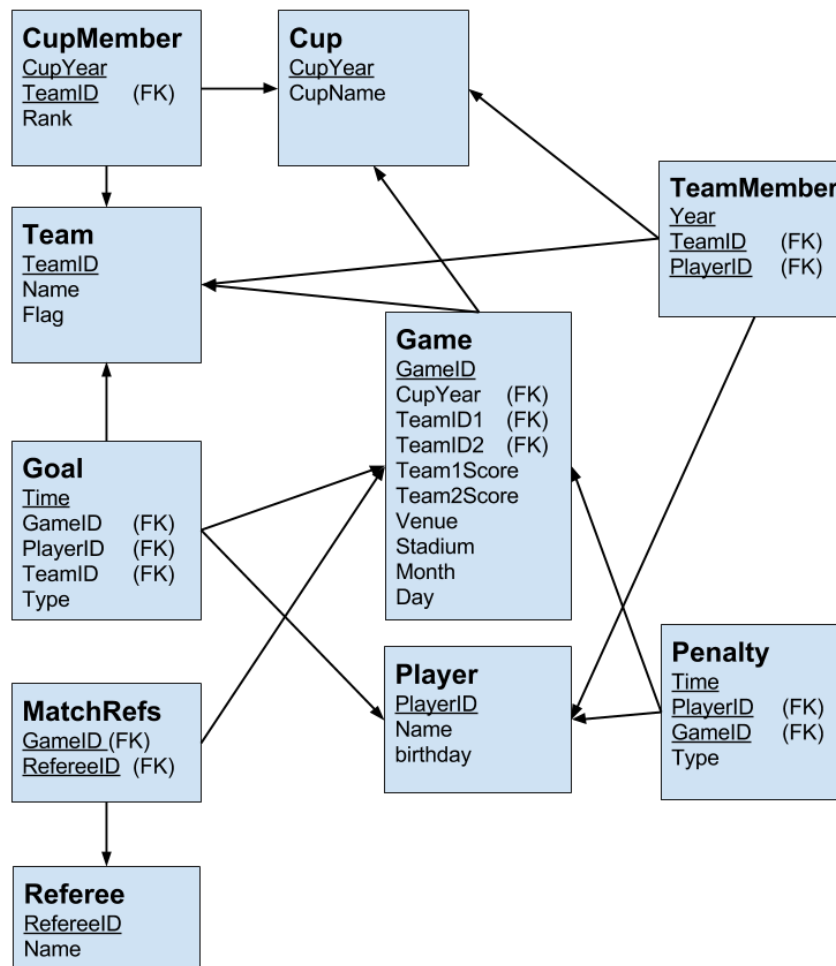 CupMember
CupYear
TeamID (FK)
Rank
Cup
CupYear
CupName
TeamMember
Year
TeamID (FK)
PlayerID (FK)
Team
TeamID
Name
Flag
Game
GameID
CupYear (FK)
TeamID1 (FK)
TeamID2 (FK)
Team1Score
Team2Score
Venue
Stadium
Month
Day
Goal
Time
GameID (FK)
PlayerID (FK)
TeamID (FK)
Type
Player
PlayerID
Name
birthday
Penalty
Time
PlayerID (FK)
GameID (FK)
Type
MatchRefs
GameID (FK)
RefereeID (FK)
Referee
RefereeID
Name